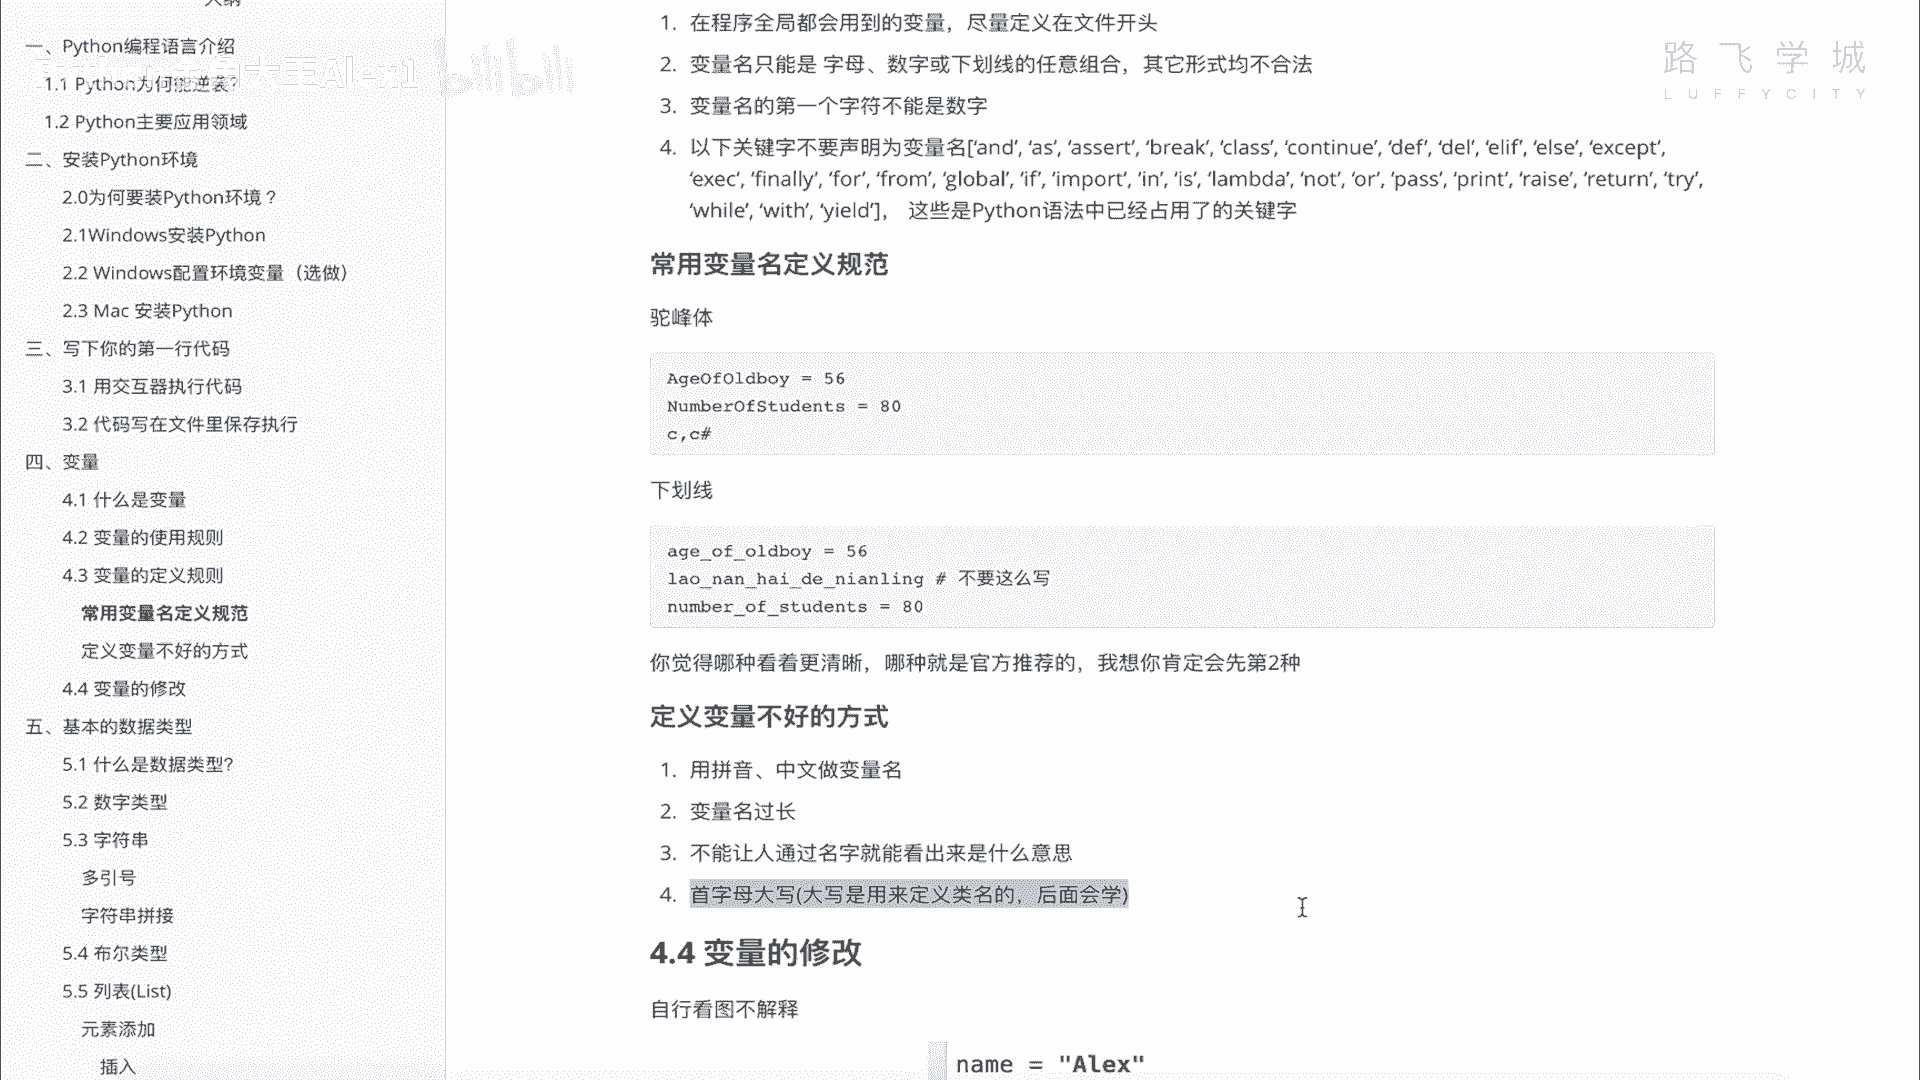 大纲
一、Python编程语言介绍
1.1 Python为何能逆袭?
1.2 Python主要应用领域
二、安装Python环境
2.0为何要装Python环境？
2.1Windows安装Python
2.2 Windows配置环境变量（选做）
2.3 Mac 安装Python
三、写下你的第一行代码
3.1 用交互器执行代码
3.2 代码写在文件里保存执行
四、变量
4.1 什么是变量
4.2 变量的使用规则
4.3 变量的定义规则
常用变量名定义规范
定义变量不好的方式
4.4 变量的修改
五、基本的数据类型
5.1 什么是数据类型?
5.2 数字类型
5.3 字符串
多引号
字符串拼接
5.4 布尔类型
5.5 列表(List)
元素添加
插入
bilibili
路飞学城
LUFFYCITY
1. 在程序全局都会用到的变量，尽量定义在文件开头
2. 变量名只能是 字母、数字或下划线的任意组合，其它形式均不合法
3. 变量名的第一个字符不能是数字
4. 以下关键字不要声明为变量名[‘and’, ‘as’, ‘assert’, ‘break’, ‘class’, ‘continue’, ‘def’, ‘del’, ‘elif’, ‘else’, ‘except’,
‘exec’, ‘finally’, ‘for’, ‘from’, ‘global’, ‘if’, ‘import’, ‘in’, ‘is’, ‘lambda’, ‘not’, ‘or’, ‘pass’, ‘print’, ‘raise’, ‘return’, ‘try’,
‘while’, ‘with’, ‘yield’]， 这些是Python语法中已经占用了的关键字
常用变量名定义规范
驼峰体
AgeOfOldboy = 56
NumberOfStudents = 80
c,c#
下划线
age_of_oldboy = 56
lao_nan_hai_de_nianling # 不要这么写
number_of_students = 80
你觉得哪种看着更清晰，哪种就是官方推荐的，我想你肯定会先第2种
定义变量不好的方式
1. 用拼音、中文做变量名
2. 变量名过长
3. 不能让人通过名字就能看出来是什么意思
4. 首字母大写(大写是用来定义类名的，后面会学)
4.4 变量的修改
自行看图不解释
name = "Alex"